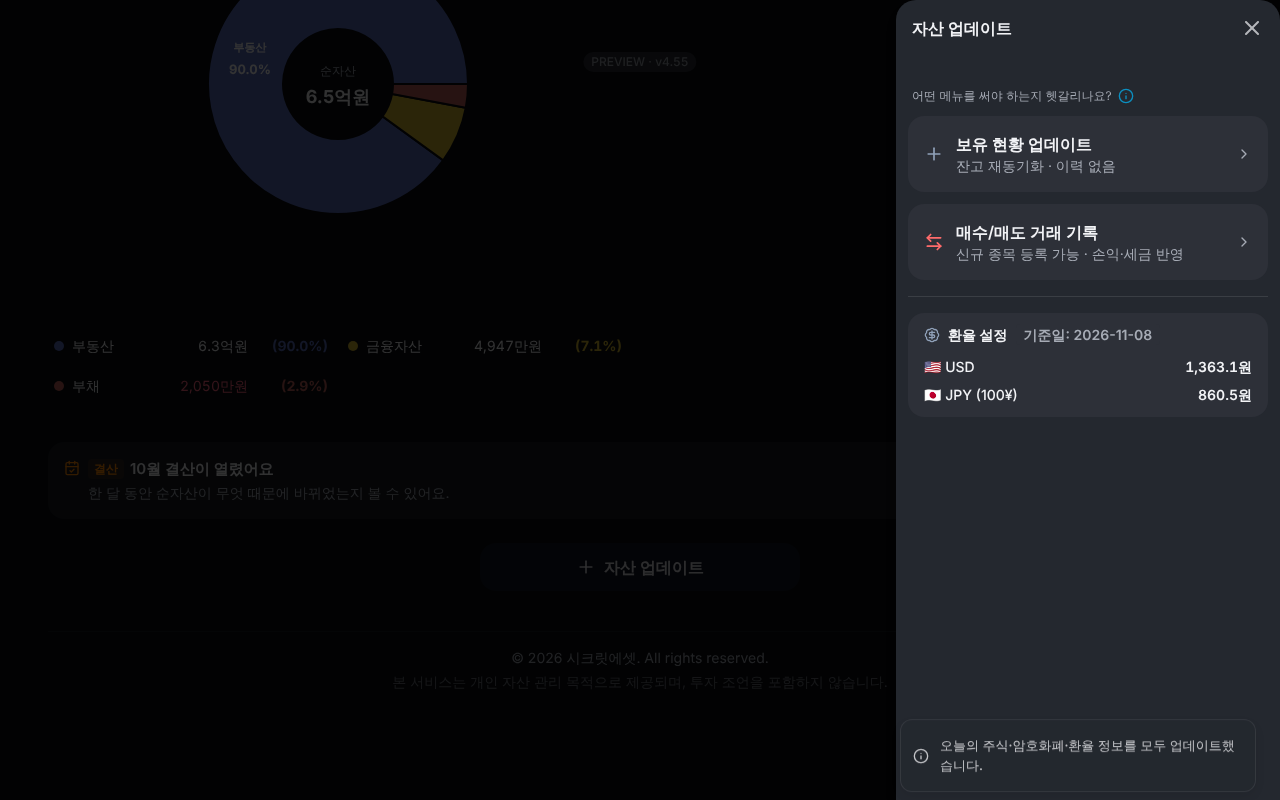 부동산
90.0%
순자산
6.5억원
PREVIEW · v4.55
부동산 6.3억원 (90.0%)
금융자산 4,947만원 (7.1%)
부채 2,050만원 (2.9%)
결산 10월 결산이 열렸어요
한 달 동안 순자산이 무엇 때문에 바뀌었는지 볼 수 있어요.
자산 업데이트
© 2026 시크릿에셋. All rights reserved.
본 서비스는 개인 자산 관리 목적으로 제공되며, 투자 조언을 포함하지 않습니다.
자산 업데이트
어떤 메뉴를 써야 하는지 헷갈리나요?
보유 현황 업데이트
잔고 재동기화 · 이력 없음
매수/매도 거래 기록
신규 종목 등록 가능 · 손익·세금 반영
환율 설정 기준일: 2026-11-08
🇺🇸 USD 1,363.1원
🇯🇵 JPY (100¥) 860.5원
오늘의 주식·암호화폐·환율 정보를 모두 업데이트했
습니다.